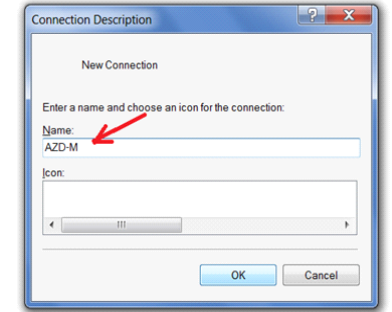 Connection Description
New Connection
Enter a name and choose an icon for the connection:
Name:
AZD-M
Icon:
OK Cancel